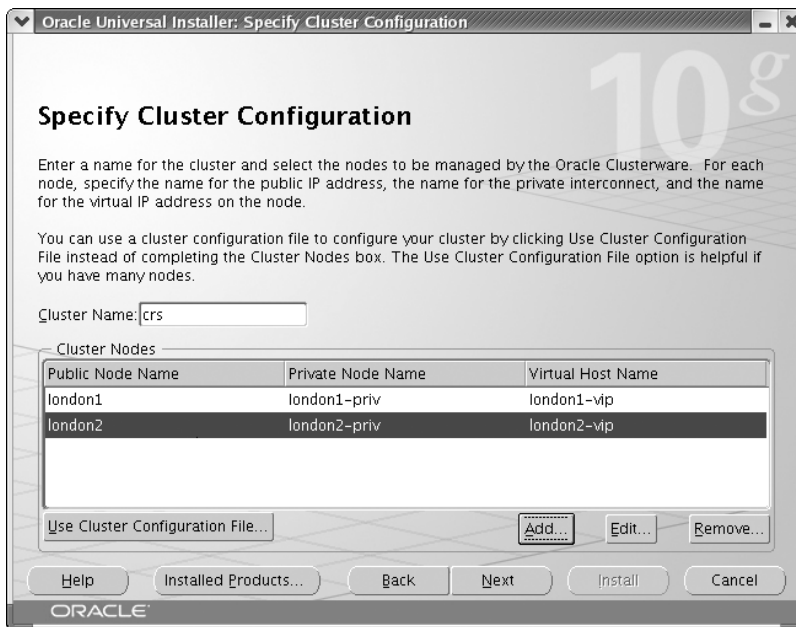 Oracle Universal Installer: Specify Cluster Configuration
10g
Specify Cluster Configuration
Enter a name for the cluster and select the nodes to be managed by the Oracle Clusterware. For each
node, specify the name for the public IP address, the name for the private interconnect, and the name
for the virtual IP address on the node.
You can use a cluster configuration file to configure your cluster by clicking Use Cluster Configuration
File instead of completing the Cluster Nodes box. The Use Cluster Configuration File option is helpful if
you have many nodes.
Cluster Name: crs
Cluster Nodes
Public Node Name Private Node Name Virtual Host Name
london1 london1-priv london1-vip
london2 london2-priv london2-vip
Use Cluster Configuration File... Add... Edit... Remove...
Help Installed Products... Back Next Install Cancel
ORACLE